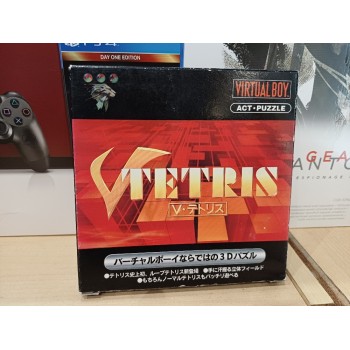 PS4
DAY ONE EDITION
VIRTUAL BOY
ACT・PUZZLE
V TETRIS
V・テトリス
バーチャルボーイならではの3Dパズル
●テトリス史上初、ループテトリス新登場 ●手に汗握る立体フィールド
●もちろんノーマルテトリスもバッチリ遊べる
GEA
ANTO
ESPIONAGE